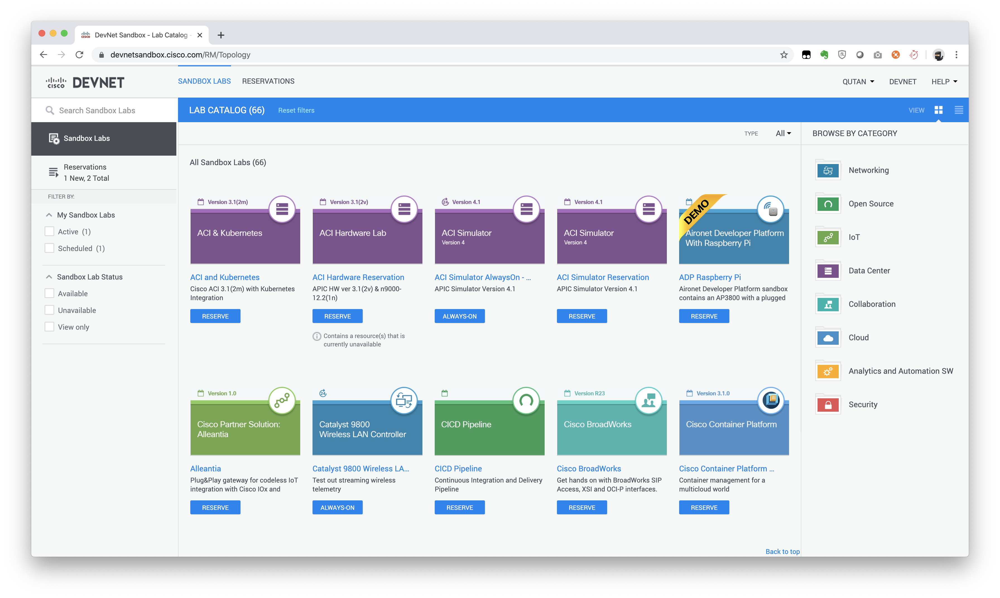 DevNet Sandbox - Lab Catalog -
devnetsandbox.cisco.com/RM/Topology
CISCO DEVNET
SANDBOX LABS
RESERVATIONS
QUTAN
DEVNET
HELP
Search Sandbox Labs
LAB CATALOG (66)
Reset filters
VIEW
Sandbox Labs
Reservations
1 New, 2 Total
FILTER BY:
My Sandbox Labs
Active (1)
Scheduled (1)
Sandbox Lab Status
Available
Unavailable
View only
TYPE
All
All Sandbox Labs (66)
Version 3.1(2m)
ACI & Kubernetes
ACI and Kubernetes
Cisco ACI 3.1(2m) with Kubernetes
Integration
RESERVE
Version 3.1(2v)
ACI Hardware Lab
ACI Hardware Reservation
APIC HW ver 3.1(2v) & n9000-
12.2(1n)
RESERVE
Contains a resource(s) that is
currently unavailable
24 Version 4.1
ACI Simulator
Version 4
ACI Simulator AlwaysOn - ...
APIC Simulator Version 4.1
ALWAYS-ON
Version 4.1
ACI Simulator
Version 4
ACI Simulator Reservation
APIC Simulator Version 4.1
RESERVE
DEMO
Aironet Developer Platform
With Raspberry Pi
ADP Raspberry Pi
Aironet Developer Platform sandbox
contains an AP3800 with a plugged
RESERVE
Version 1.0
Cisco Partner Solution:
Alleantia
Alleantia
Plug&Play gateway for codeless IoT
integration with Cisco IOx and
RESERVE
24
Catalyst 9800
Wireless LAN Controller
Catalyst 9800 Wireless LA...
Test out streaming wireless
telemetry
ALWAYS-ON
CICD Pipeline
CICD Pipeline
Continuous Integration and Delivery
Pipeline
RESERVE
Version R23
Cisco BroadWorks
Cisco BroadWorks
Get hands on with BroadWorks SIP
Access, XSI and OCI-P interfaces.
RESERVE
Version 3.1.0
Cisco Container Platform
Cisco Container Platform ...
Container management for a
multicloud world
RESERVE
Back to top
BROWSE BY CATEGORY
Networking
Open Source
IoT
Data Center
Collaboration
Cloud
Analytics and Automation SW
Security